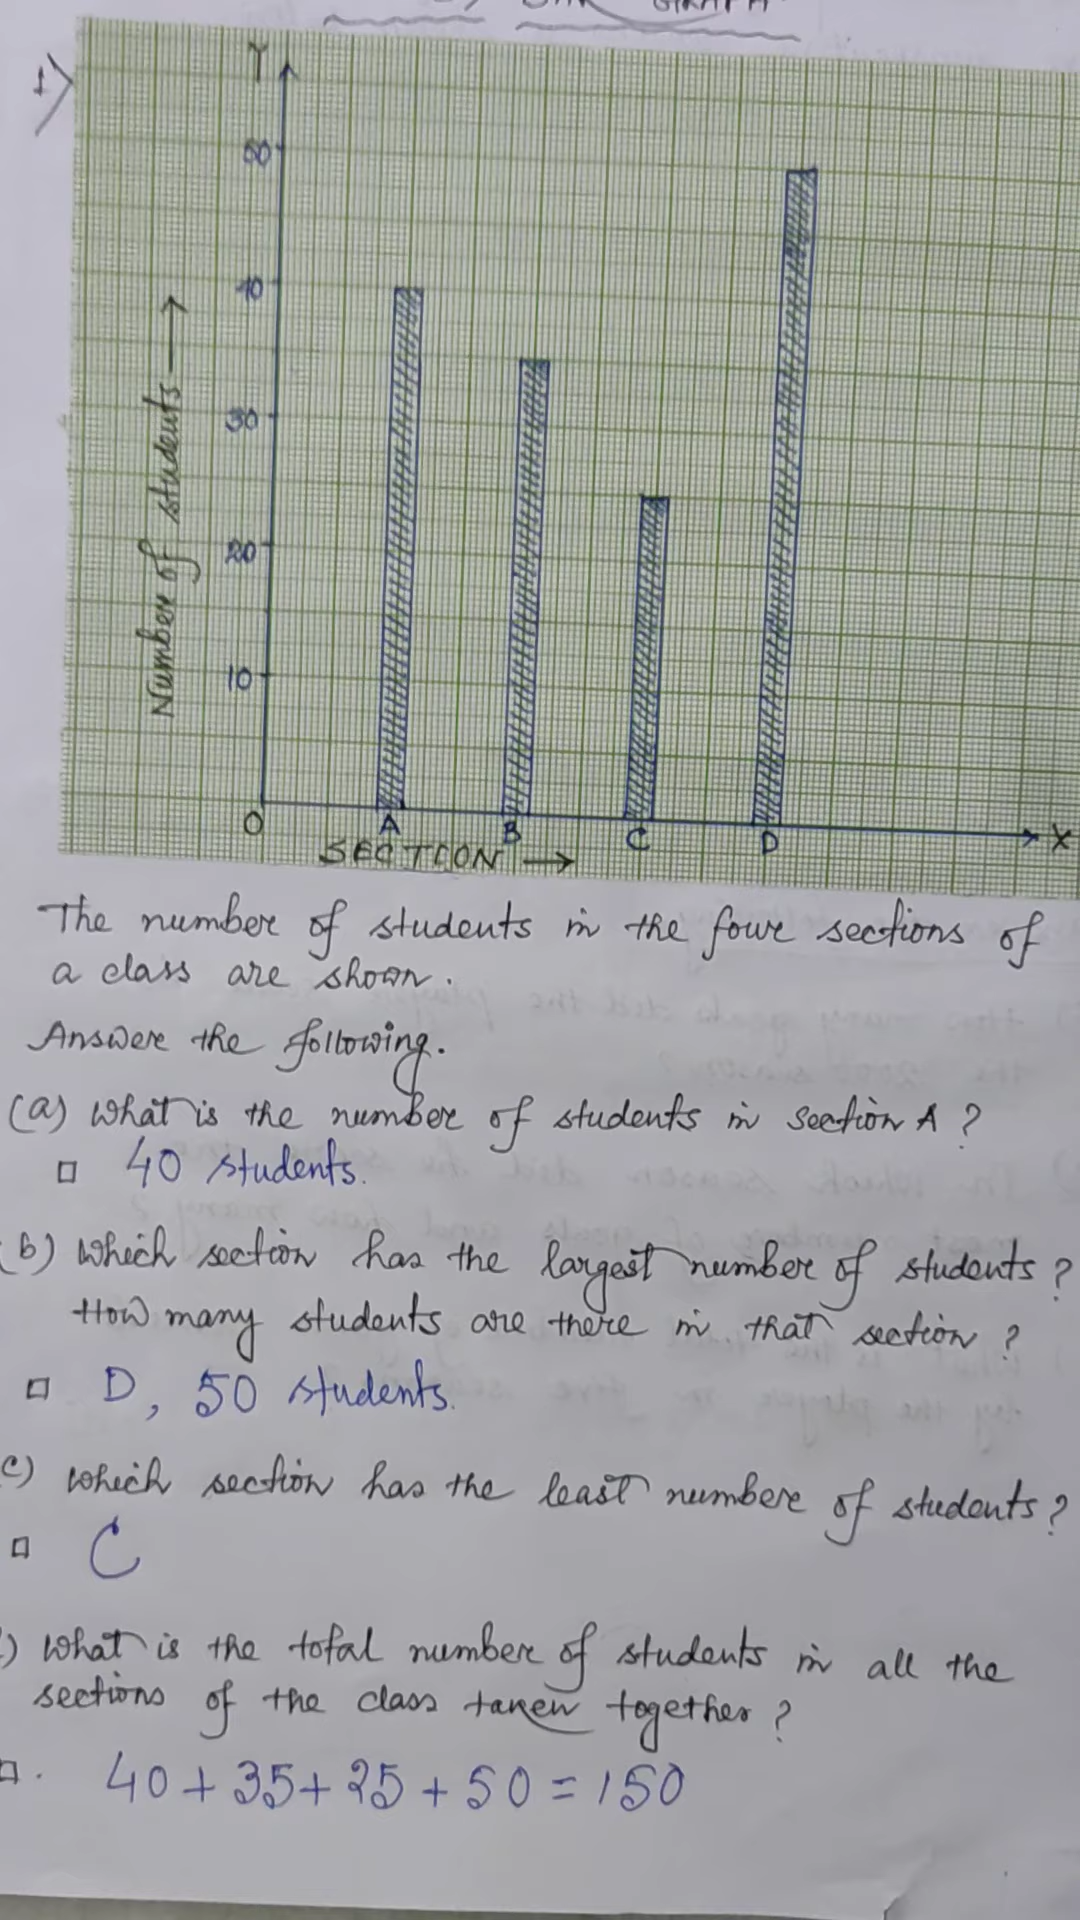 1)
Y
50
40
30
20
10
O
Number of students →
A B C D X
SECTION →
The number of students in the four sections of
a class are shown.
Answer the following.
(a) What is the number of students in section A?
40 students.
b) Which section has the largest number of students?
How many students are there in that section?
D, 50 students.
c) Which section has the least number of students?
C
) What is the total number of students in all the
sections of the class taken together?
40 + 35 + 25 + 50 = 150